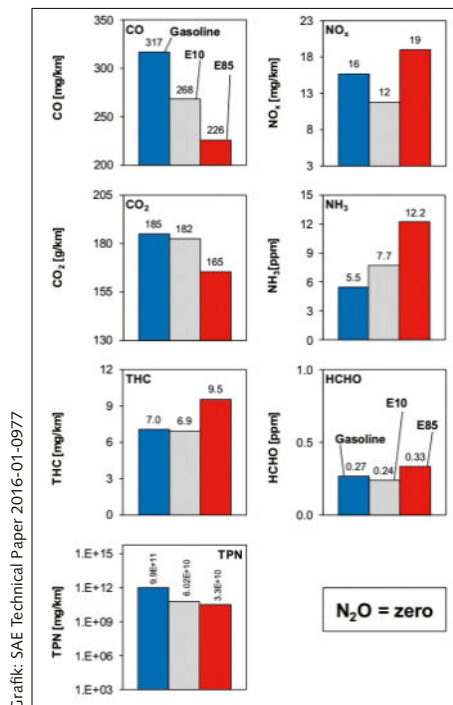 CO
Gasoline
E10
E85
CO [mg/km]
350
300
250
200
317
268
226
NOx
NOx [mg/km]
23
18
13
8
3
16
12
19
CO2
CO2 [g/km]
205
180
155
130
185
182
165
NH3
NH3 [ppm]
15
12
9
6
3
0
5.5
7.7
12.2
THC
THC [mg/km]
12
9
6
3
0
7.0
6.9
9.5
HCHO
HCHO [ppm]
1.0
0.5
0.0
Gasoline
E10
E85
0.27
0.24
0.33
TPN
TPN [mg/km]
1.E+15
1.E+12
1.E+09
1.E+06
1.E+03
9.9E+11
6.02E+10
3.3E+10
N2O = zero
Grafik: SAE Technical Paper 2016-01-0977